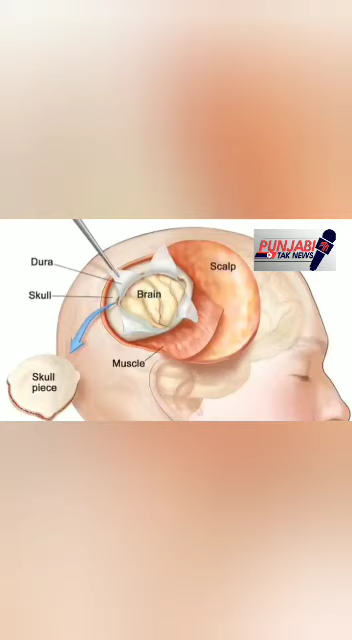 PUNJABI
TAK NEWS
Dura
Scalp
Skull
Brain
Muscle
Skull
piece